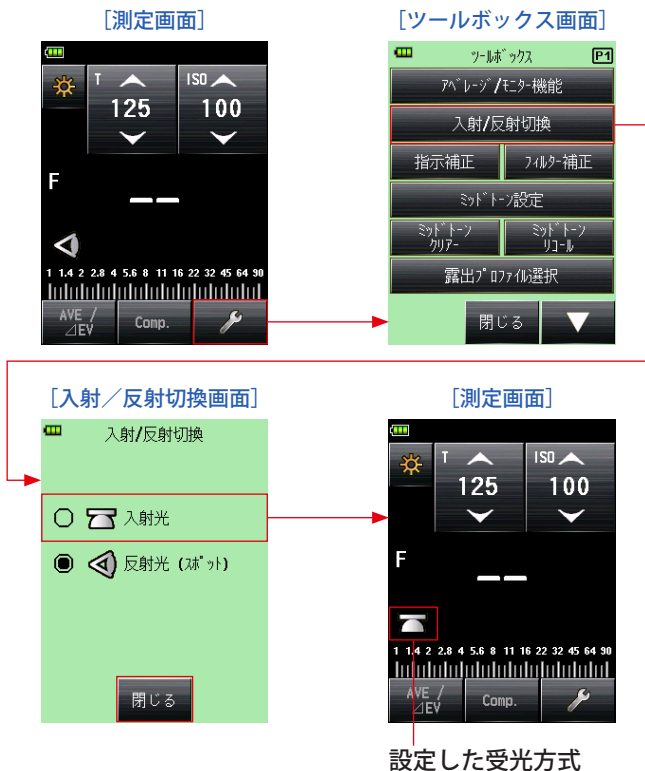 ［測定画面］
T
125
ISO
100
F
1 1.4 2 2.8 4 5.6 8 11 16 22 32 45 64 90
AVE／
⊿EV
Comp.
［ツールボックス画面］
ﾂｰﾙﾎﾞｯｸｽ
P1
ｱﾍﾞﾚｰｼﾞ/ﾓﾆﾀｰ機能
入射/反射切換
指示補正
ﾌｨﾙﾀｰ補正
ﾐｯﾄﾞﾄｰﾝ設定
ﾐｯﾄﾞﾄｰﾝ
ｸﾘｱｰ
ﾐｯﾄﾞﾄｰﾝ
ﾘｺｰﾙ
露出ﾌﾟﾛﾌｧｲﾙ選択
閉じる
［入射／反射切換画面］
入射/反射切換
入射光
反射光 (ｽﾎﾟｯﾄ)
閉じる
［測定画面］
T
125
ISO
100
F
1 1.4 2 2.8 4 5.6 8 11 16 22 32 45 64 90
AVE／
⊿EV
Comp.
設定した受光方式